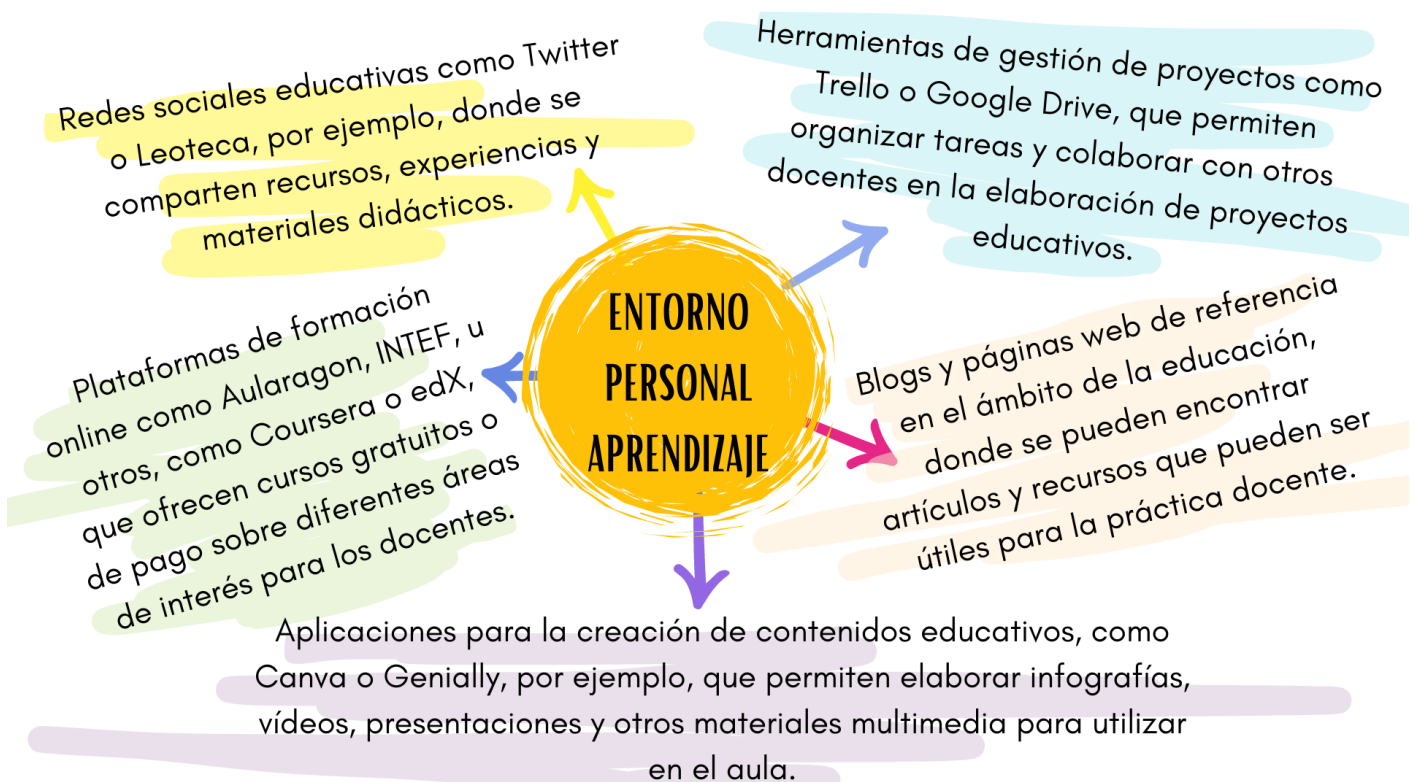 Redes sociales educativas como Twitter
o Leoteca, por ejemplo, donde se
comparten recursos, experiencias y
materiales didácticos.
Herramientas de gestión de proyectos como
Trello o Google Drive, que permiten
organizar tareas y colaborar con otros
docentes en la elaboración de proyectos
educativos.
ENTORNO
PERSONAL
APRENDIZAJE
Plataformas de formación
online como Aularagon, INTEF, u
otros, como Coursera o edX,
que ofrecen cursos gratuitos o
de pago sobre diferentes áreas
de interés para los docentes.
Blogs y páginas web de referencia
en el ámbito de la educación,
donde se pueden encontrar
artículos y recursos que pueden ser
útiles para la práctica docente.
Aplicaciones para la creación de contenidos educativos, como
Canva o Genially, por ejemplo, que permiten elaborar infografías,
vídeos, presentaciones y otros materiales multimedia para utilizar
en el aula.